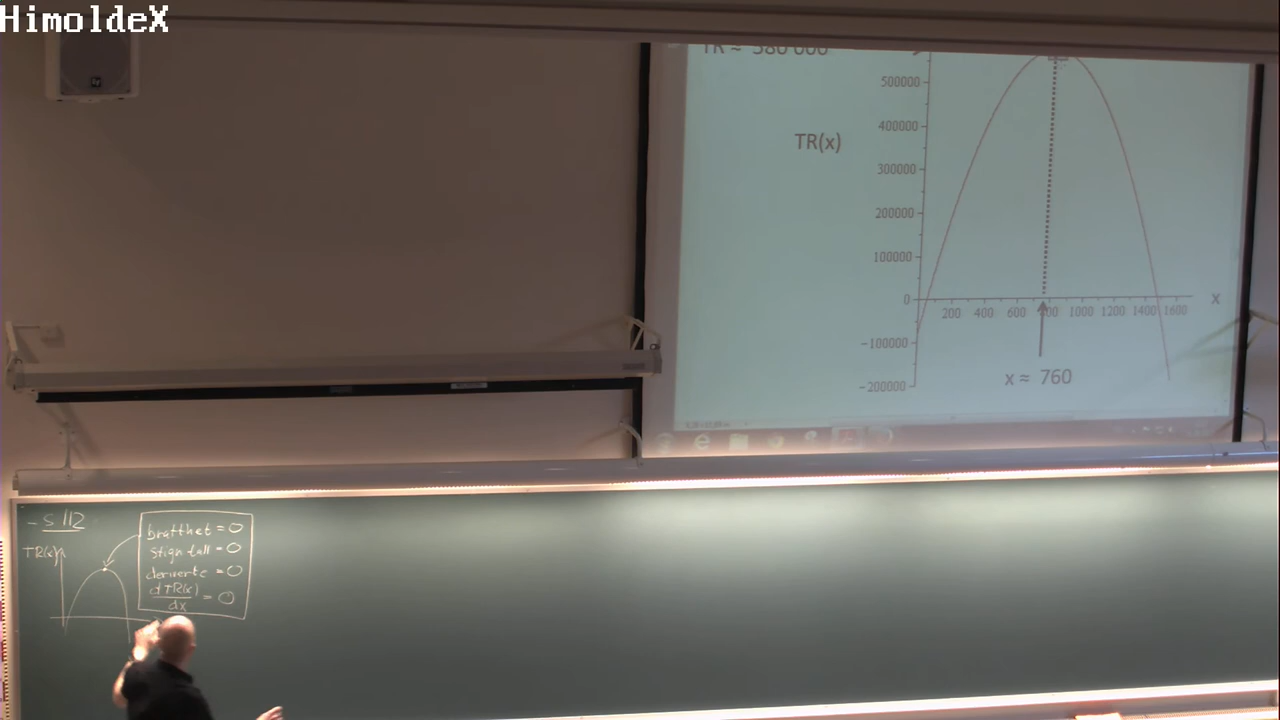 HimoldeX
TR ≈ 580 000
500000
400000
TR(x)
300000
200000
100000
0
x
200 400 600 800 1000 1200 1400 1600
-100000
-200000
x ≈ 760
- S 112
TR(x)
bratthet = 0
stigntall = 0
deriverte = 0
dTR(x)
dx
= 0